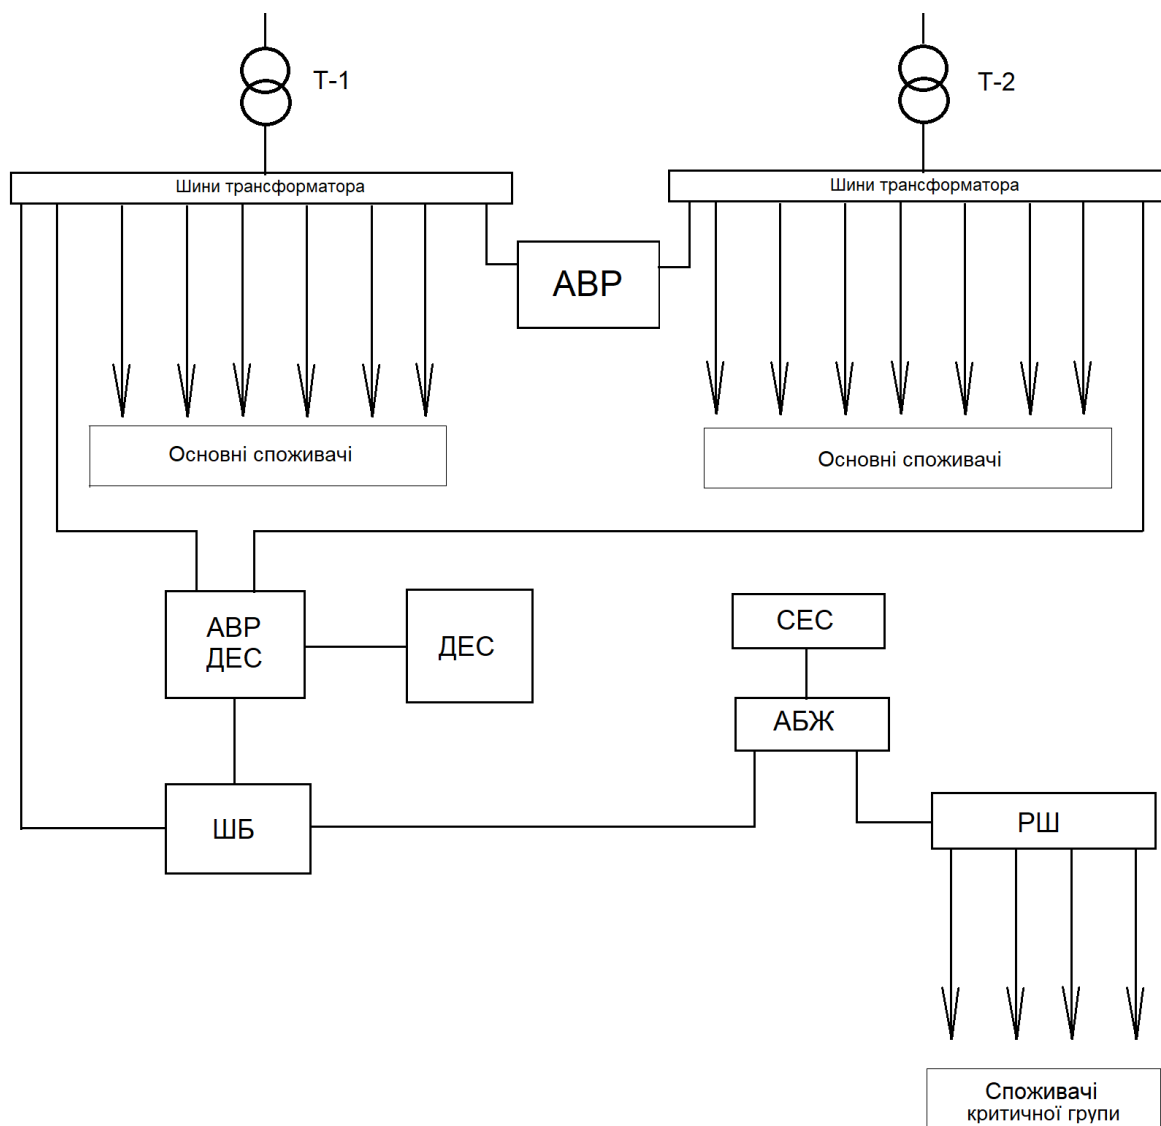 Т-1
Т-2
Шини трансформатора
Шини трансформатора
АВР
Основні споживачі
Основні споживачі
АВР
ДЕС
ДЕС
СЕС
АБЖ
ШБ
РШ
Споживачі
критичної групи